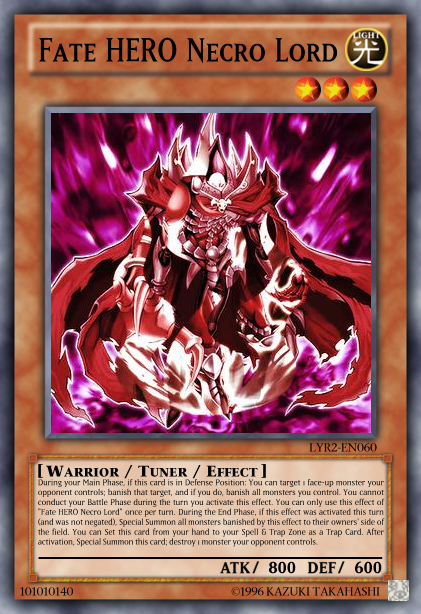 Fate HERO Necro Lord
LIGHT
光
LYR2-EN060
[ Warrior / Tuner / Effect ]
During your Main Phase, if this card is in Defense Position: You can target 1 face-up monster your
opponent controls; banish that target, and if you do, banish all monsters you control. You cannot
conduct your Battle Phase during the turn you activate this effect. You can only use this effect of
"Fate HERO Necro Lord" once per turn. During the End Phase, if this effect was activated this turn
(and was not negated), Special Summon all monsters banished by this effect to their owners' side of
the field. You can Set this card from your hand to your Spell & Trap Zone as a Trap Card. After
activation, Special Summon this card; destroy 1 monster your opponent controls.
ATK/ 800 DEF/ 600
101010140
©1996 KAZUKI TAKAHASHI